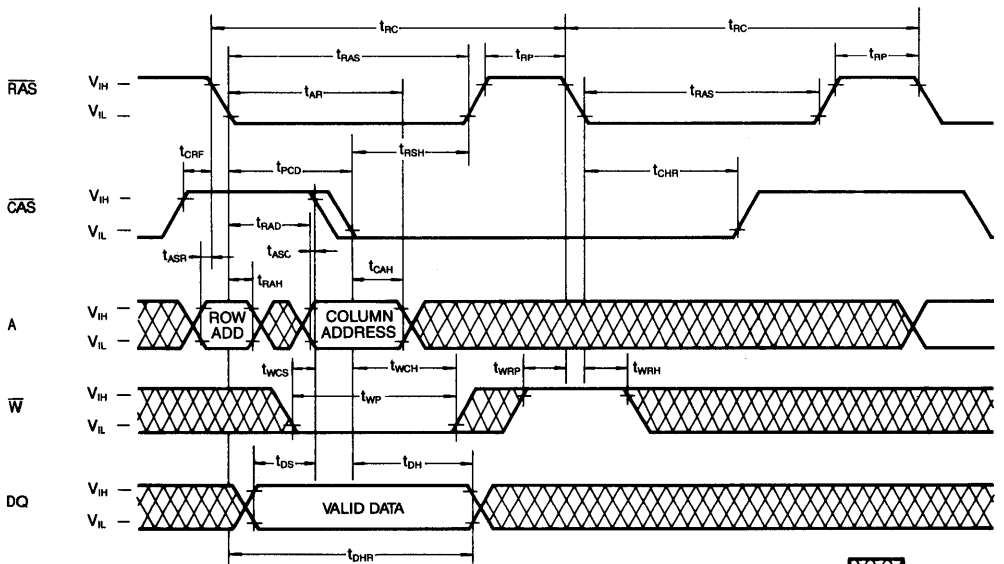 tRC tRC
tRAS tRP tRP
RAS VIH
tAR tRAS
VIL
tCRF tPCD tRSH tCHR
CAS VIH
tRAD
VIL
tASR tASC tCAH
tRAH
A VIH
ROW ADD COLUMN ADDRESS
VIL
tWCS tWCH tWRP tWRH
W VIH
tWP
VIL
tDS tDH
DQ VIH
VALID DATA
VIL
tDHR